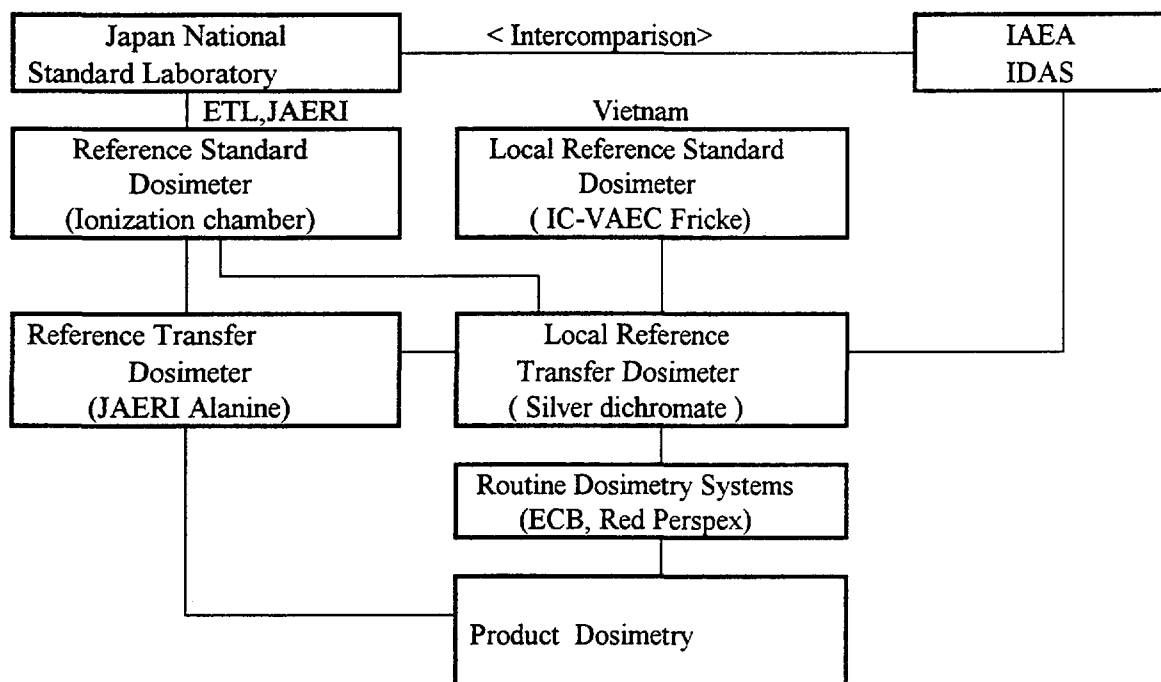 Japan National
Standard Laboratory
< Intercomparison>
IAEA
IDAS
ETL,JAERI
Vietnam
Reference Standard
Dosimeter
(Ionization chamber)
Local Reference Standard
Dosimeter
( IC-VAEC Fricke)
Reference Transfer
Dosimeter
(JAERI Alanine)
Local Reference
Transfer Dosimeter
( Silver dichromate )
Routine Dosimetry Systems
(ECB, Red Perspex)
Product Dosimetry